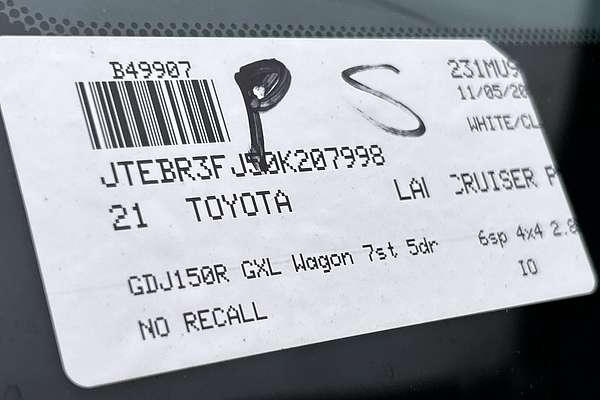 B49907
P S
231MU9
11/05/20
WHITE/CL
JTEBR3FJ50K207998
21 TOYOTA LAI CRUISER P
GDJ150R GXL Wagon 7st 5dr 6sp 4x4 2.8
IO
NO RECALL